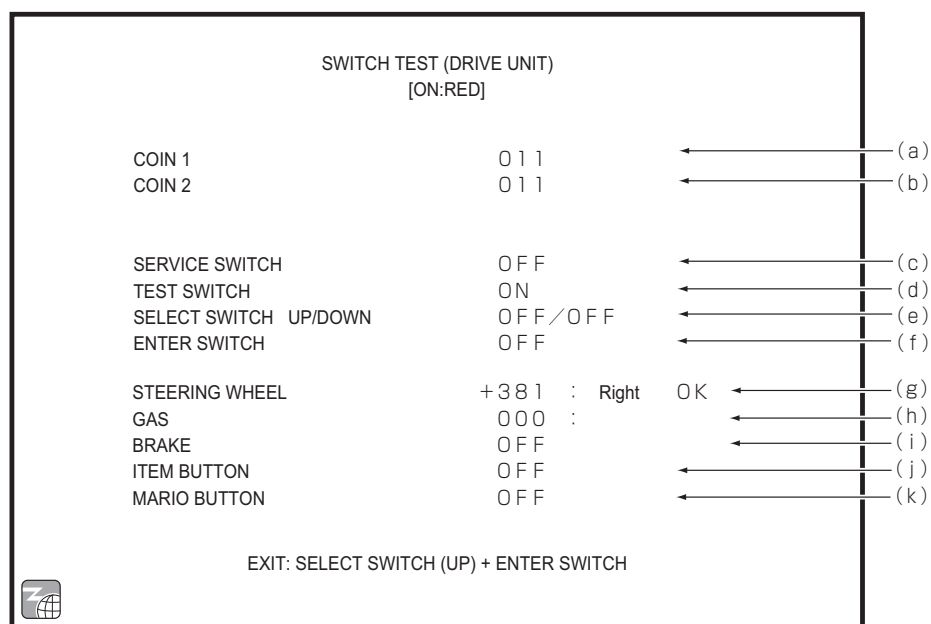 SWITCH TEST (DRIVE UNIT)
[ON:RED]
COIN 1 011 (a)
COIN 2 011 (b)
SERVICE SWITCH OFF (c)
TEST SWITCH ON (d)
SELECT SWITCH UP/DOWN OFF/OFF (e)
ENTER SWITCH OFF (f)
STEERING WHEEL +381 : Right OK (g)
GAS 000 : (h)
BRAKE OFF (i)
ITEM BUTTON OFF (j)
MARIO BUTTON OFF (k)
EXIT: SELECT SWITCH (UP) + ENTER SWITCH